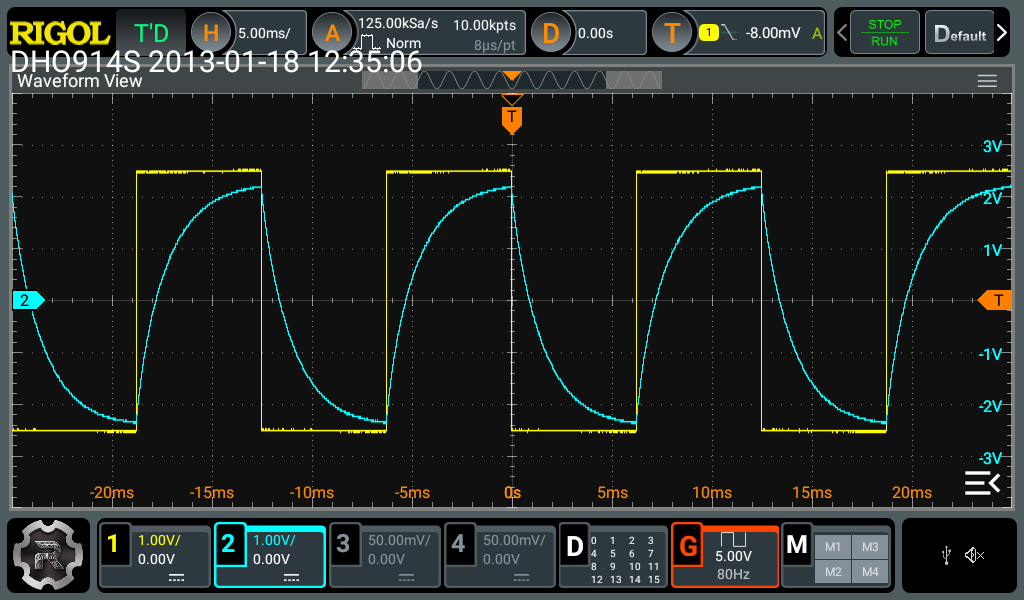 RIGOL T'D H 5.00ms/ A 125.00kSa/s 10.00kpts D 0.00s T 1 -8.00mV A STOP Default
Norm 8µs/pt RUN
DHO914S 2013-01-18 12:35:06
Waveform View
T
3V
2V
1V
2 T
-1V
-2V
-3V
-20ms -15ms -10ms -5ms 0s 5ms 10ms 15ms 20ms
1 1.00V/ 2 1.00V/ 3 50.00mV/ 4 50.00mV/ D 0 1 2 3 G M M1 M3
0.00V 0.00V 0.00V 0.00V 4 5 6 7 5.00V
8 9 10 11 80Hz M2 M4
12 13 14 15
R